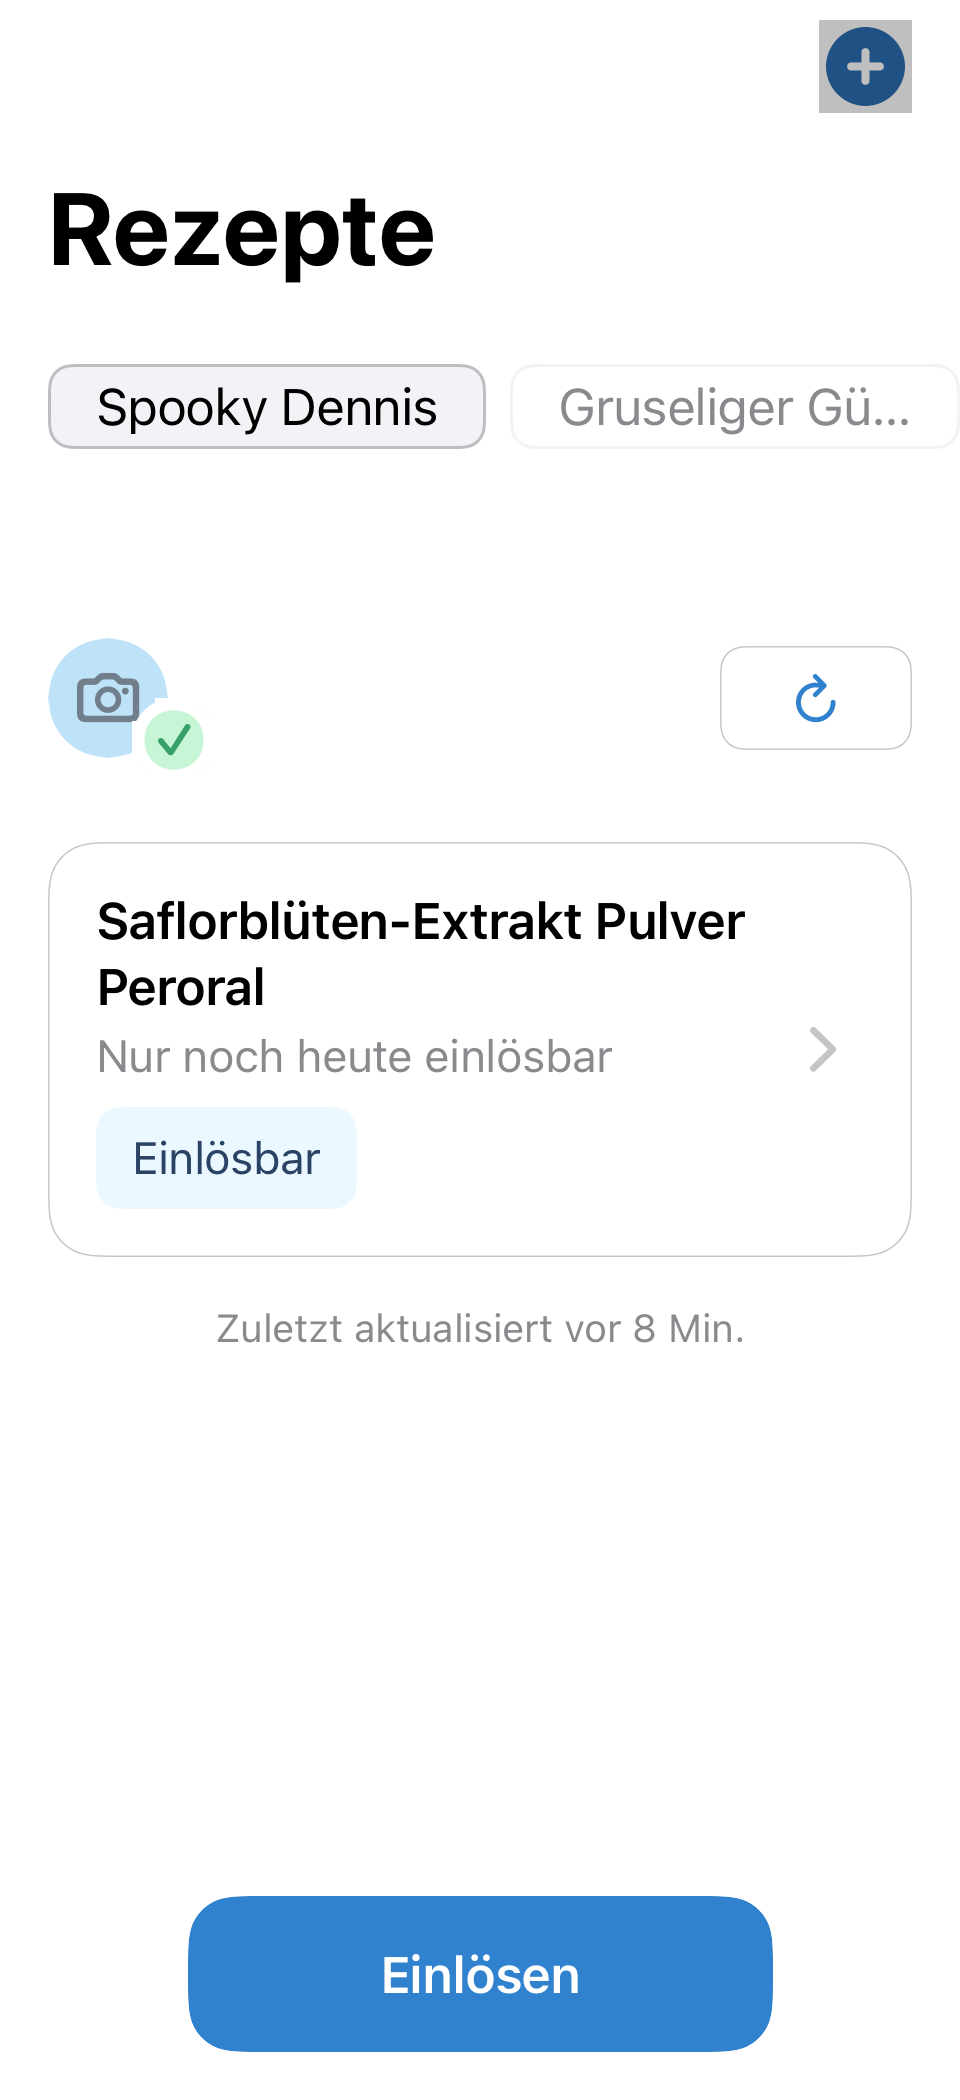 Rezepte
Spooky Dennis
Gruseliger Gü...
Saflorblüten-Extrakt Pulver
Peroral
Nur noch heute einlösbar
Einlösbar
Zuletzt aktualisiert vor 8 Min.
Einlösen